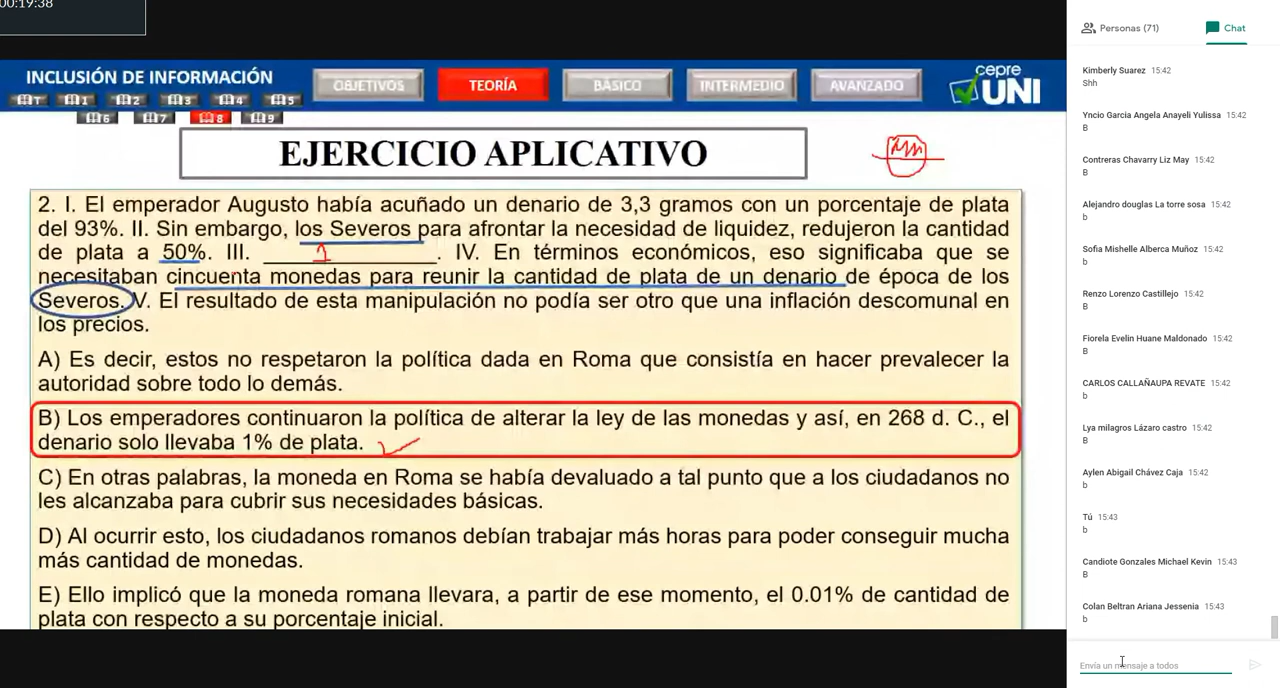 00:19:38
INCLUSIÓN DE INFORMACIÓN
OBJETIVOS
TEORÍA
BÁSICO
INTERMEDIO
AVANZADO
cepre
UNI
T 1 2 3 4 5
6 7 8 9
EJERCICIO APLICATIVO
2. I. El emperador Augusto había acuñado un denario de 3,3 gramos con un porcentaje de plata
del 93%. II. Sin embargo, los Severos para afrontar la necesidad de liquidez, redujeron la cantidad
de plata a 50%. III. ______1______. IV. En términos económicos, eso significaba que se
necesitaban cincuenta monedas para reunir la cantidad de plata de un denario de época de los
Severos. V. El resultado de esta manipulación no podía ser otro que una inflación descomunal en
los precios.
A) Es decir, estos no respetaron la política dada en Roma que consistía en hacer prevalecer la
autoridad sobre todo lo demás.
B) Los emperadores continuaron la política de alterar la ley de las monedas y así, en 268 d. C., el
denario solo llevaba 1% de plata.
C) En otras palabras, la moneda en Roma se había devaluado a tal punto que a los ciudadanos no
les alcanzaba para cubrir sus necesidades básicas.
D) Al ocurrir esto, los ciudadanos romanos debían trabajar más horas para poder conseguir mucha
más cantidad de monedas.
E) Ello implicó que la moneda romana llevara, a partir de ese momento, el 0.01% de cantidad de
plata con respecto a su porcentaje inicial.
Personas (71)
Chat
Kimberly Suarez 15:42
Shh
Yncio Garcia Angela Anayeli Yulissa 15:42
B
Contreras Chavarry Liz May 15:42
B
Alejandro douglas La torre sosa 15:42
b
Sofia Mishelle Alberca Muñoz 15:42
b
Renzo Lorenzo Castillejo 15:42
B
Fiorela Evelin Huane Maldonado 15:42
B
CARLOS CALLAÑAUPA REVATE 15:42
b
Lya milagros Lázaro castro 15:42
B
Aylen Abigail Chávez Caja 15:42
b
Tú 15:43
b
Candiote Gonzales Michael Kevin 15:43
B
Colan Beltran Ariana Jessenia 15:43
b
Envía un mensaje a todos